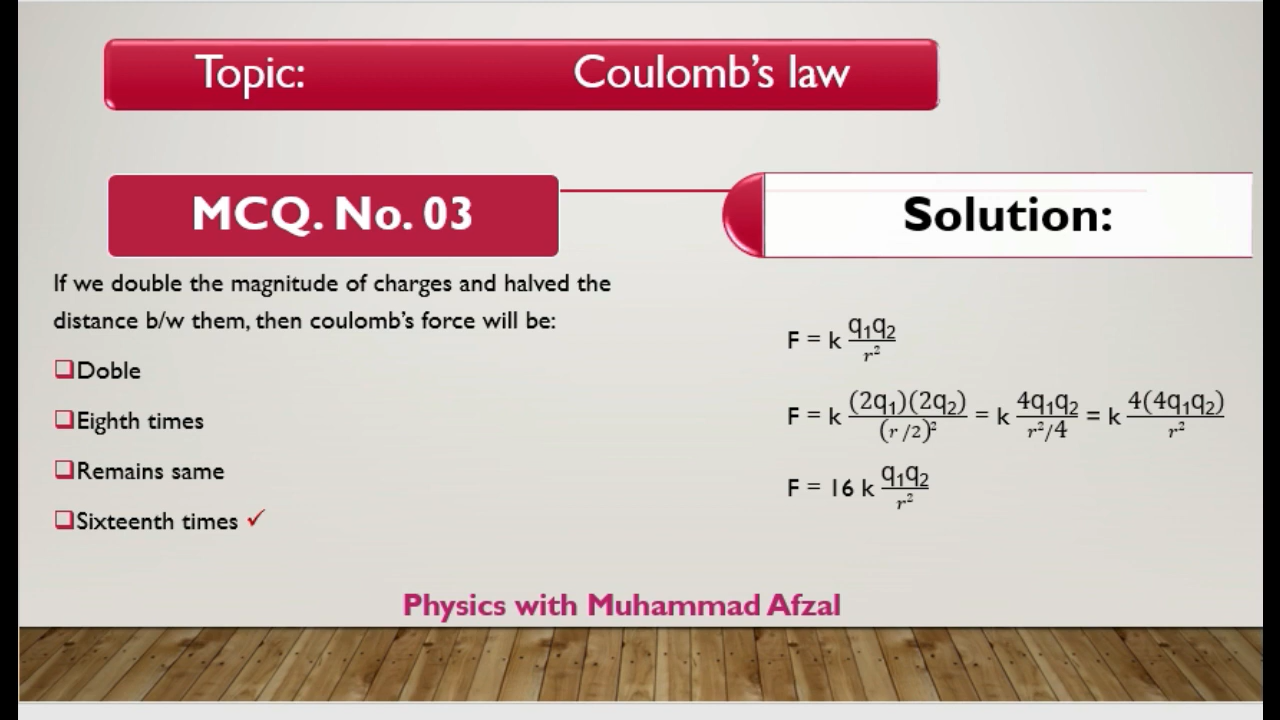 Topic: Coulomb's law
MCQ. No. 03
Solution:
If we double the magnitude of charges and halved the
distance b/w them, then coulomb's force will be:
❑Doble
❑Eighth times
❑Remains same
❑Sixteenth times ✓
F = k q₁q₂/r²
F = k (2q₁)(2q₂)/(r/2)² = k 4q₁q₂/r²/4 = k 4(4q₁q₂)/r²
F = 16 k q₁q₂/r²
Physics with Muhammad Afzal